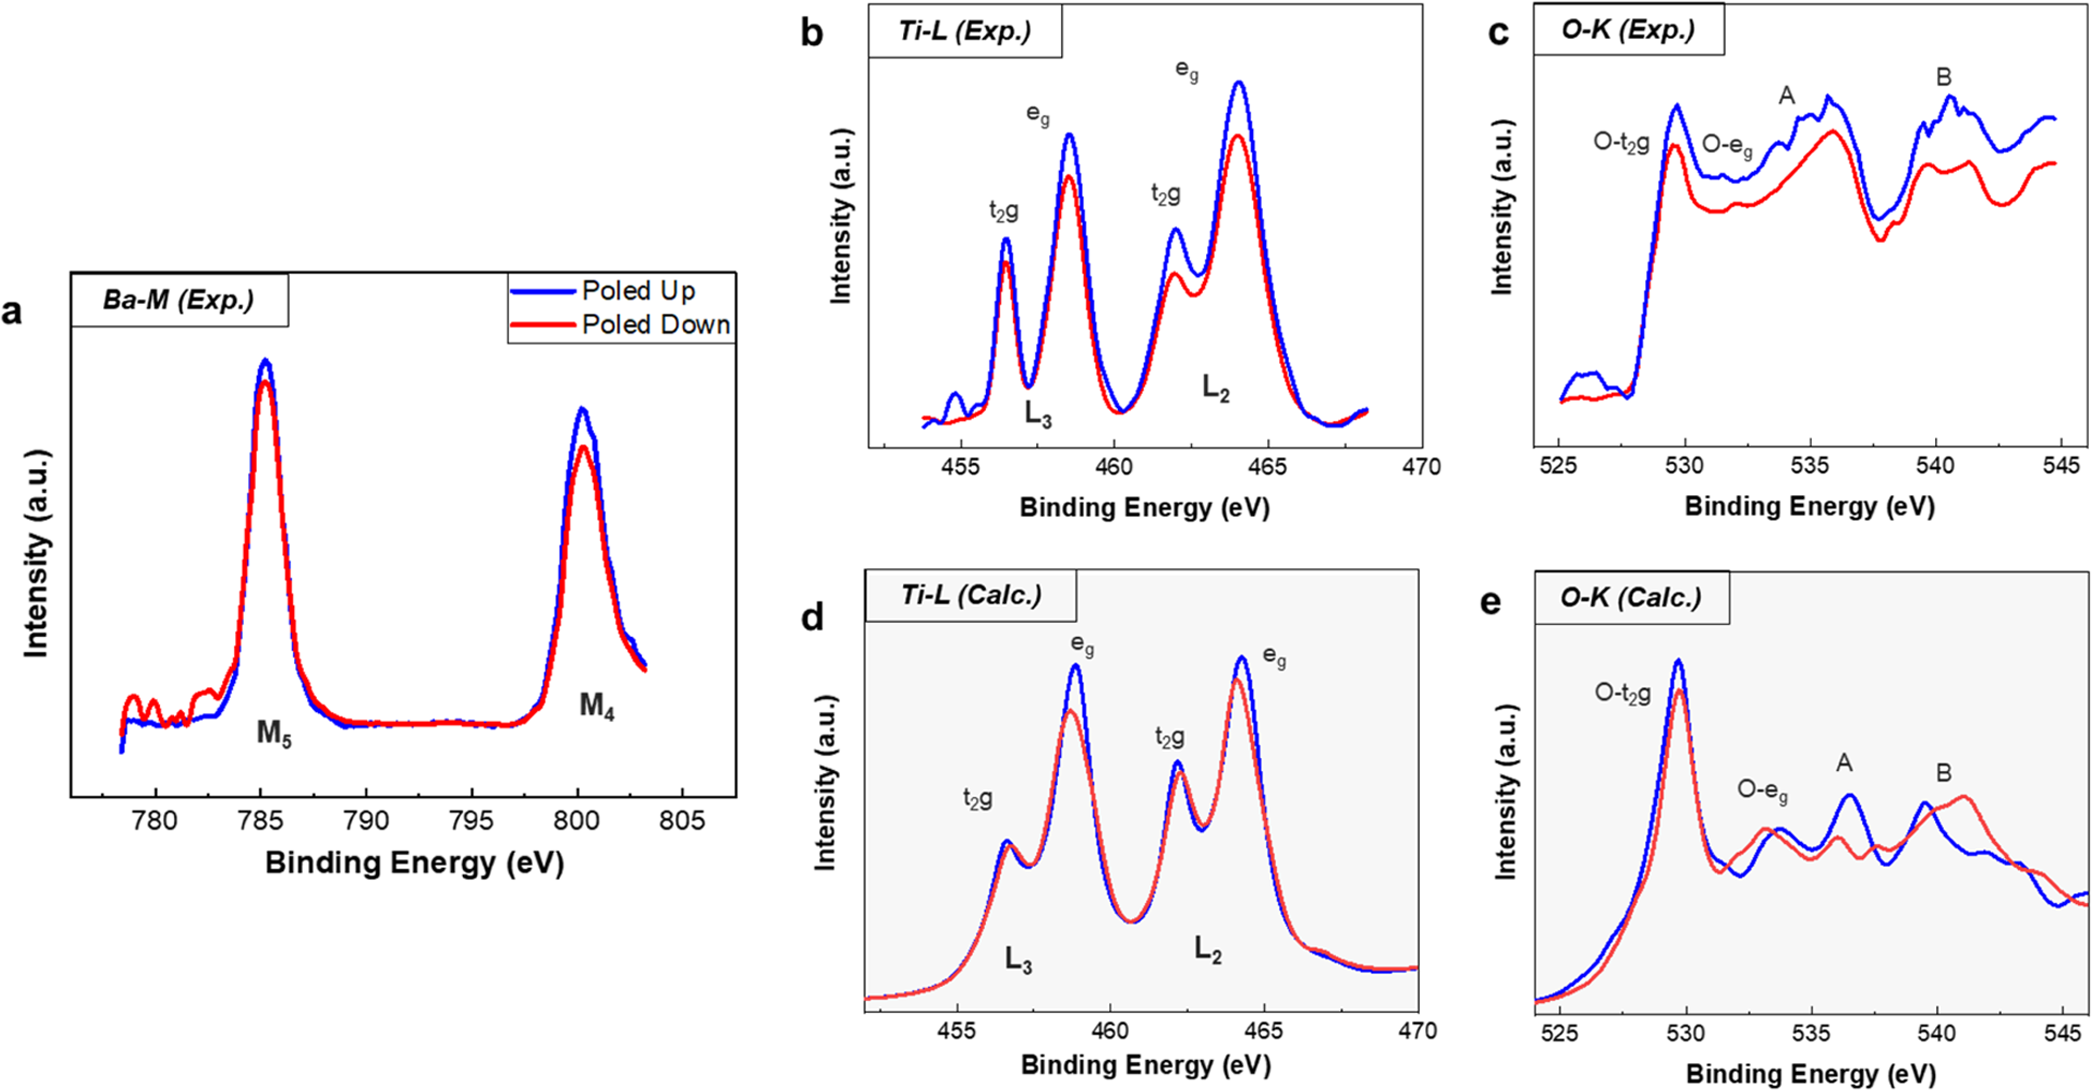 a
Ba-M (Exp.)
Poled Up
Poled Down
Intensity (a.u.)
M5
M4
780 785 790 795 800 805
Binding Energy (eV)
b
Ti-L (Exp.)
Intensity (a.u.)
t2g
eg
t2g
eg
L3
L2
455 460 465 470
Binding Energy (eV)
c
O-K (Exp.)
Intensity (a.u.)
O-t2g
O-eg
A
B
525 530 535 540 545
Binding Energy (eV)
d
Ti-L (Calc.)
Intensity (a.u.)
t2g
eg
t2g
eg
L3
L2
455 460 465 470
Binding Energy (eV)
e
O-K (Calc.)
Intensity (a.u.)
O-t2g
O-eg
A
B
525 530 535 540 545
Binding Energy (eV)